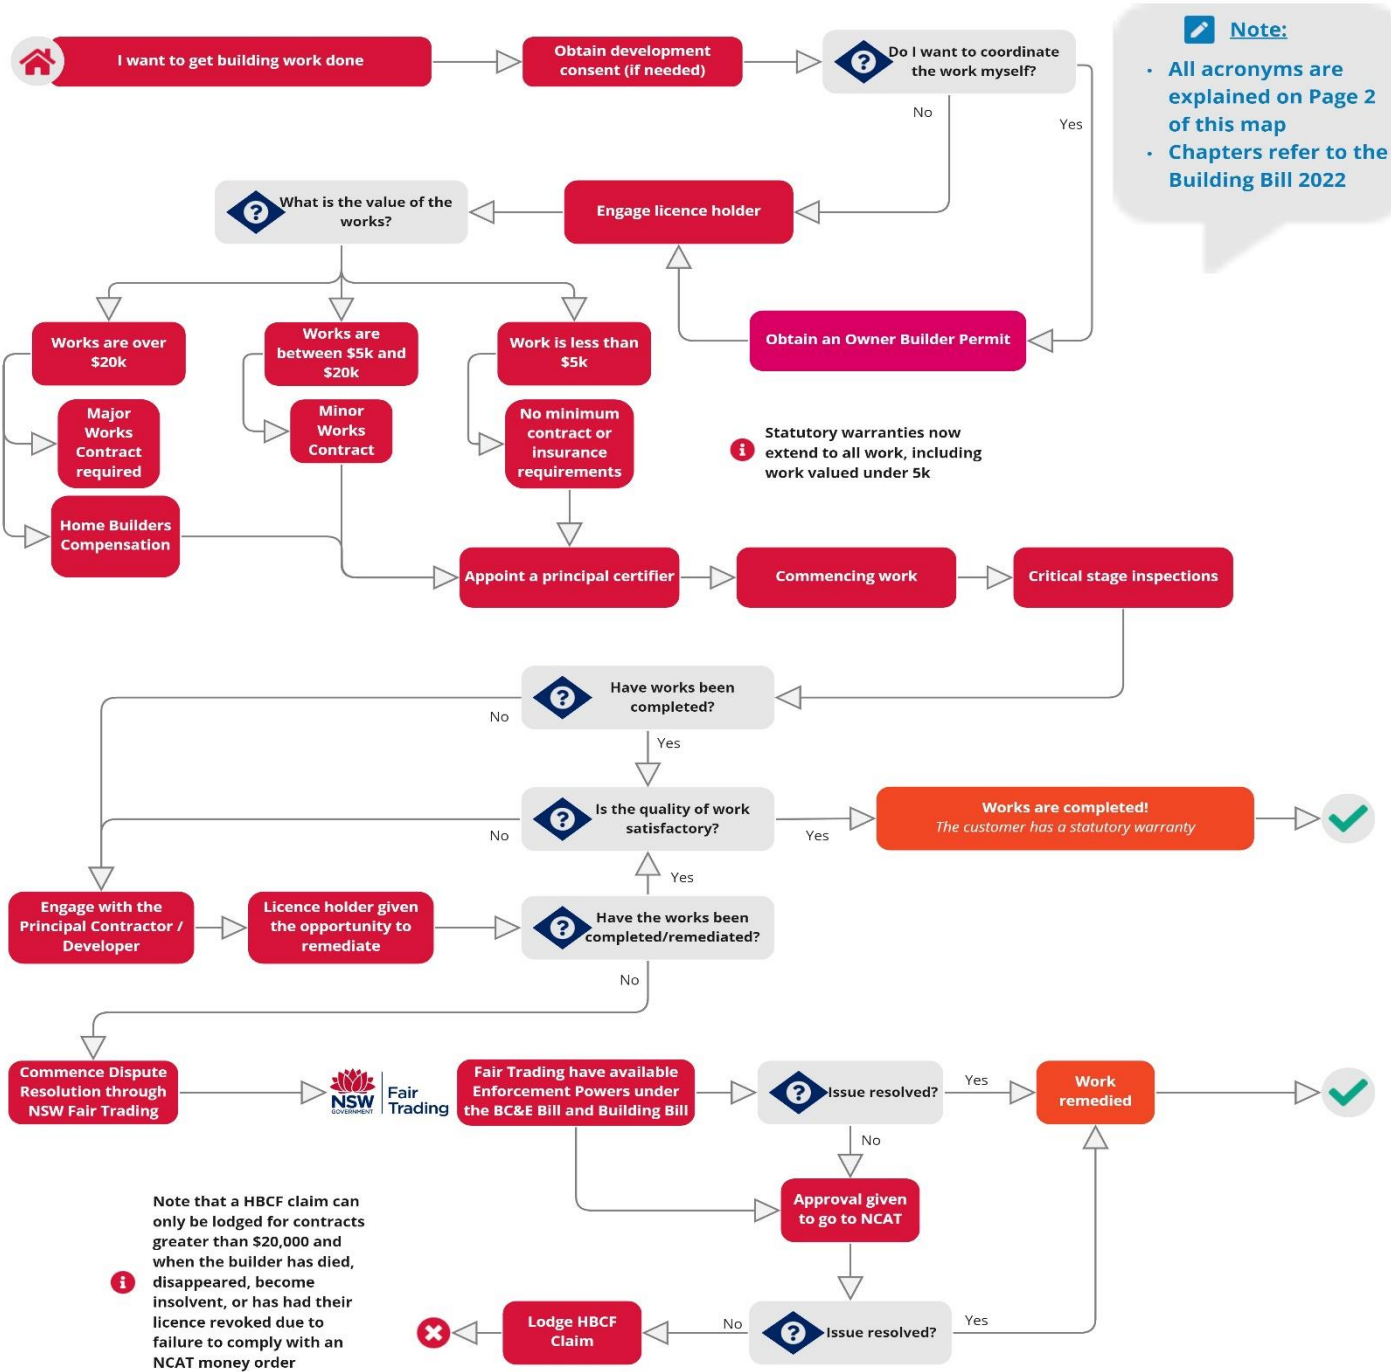 I want to get building work done
Obtain development
consent (if needed)
Do I want to coordinate
the work myself?
Note:
· All acronyms are
explained on Page 2
of this map
· Chapters refer to the
Building Bill 2022
No
Yes
What is the value of the
works?
Engage licence holder
Obtain an Owner Builder Permit
Works are over
$20k
Works are
between $5k and
$20k
Work is less than
$5k
Major
Works
Contract
required
Minor
Works
Contract
No minimum
contract or
insurance
requirements
Statutory warranties now
extend to all work, including
work valued under 5k
Home Builders
Compensation
Appoint a principal certifier
Commencing work
Critical stage inspections
Have works been
completed?
No
Yes
Is the quality of work
satisfactory?
No
Yes
Works are completed!
The customer has a statutory warranty
Yes
Engage with the
Principal Contractor /
Developer
Licence holder given
the opportunity to
remediate
Have the works been
completed/remediated?
No
Commence Dispute
Resolution through
NSW Fair Trading
NSW
GOVERNMENT
Fair
Trading
Fair Trading have available
Enforcement Powers under
the BC&E Bill and Building Bill
Issue resolved?
Yes
Work
remedied
No
Approval given
to go to NCAT
Note that a HBCF claim can
only be lodged for contracts
greater than $20,000 and
when the builder has died,
disappeared, become
insolvent, or has had their
licence revoked due to
failure to comply with an
NCAT money order
Lodge HBCF
Claim
No
Issue resolved?
Yes